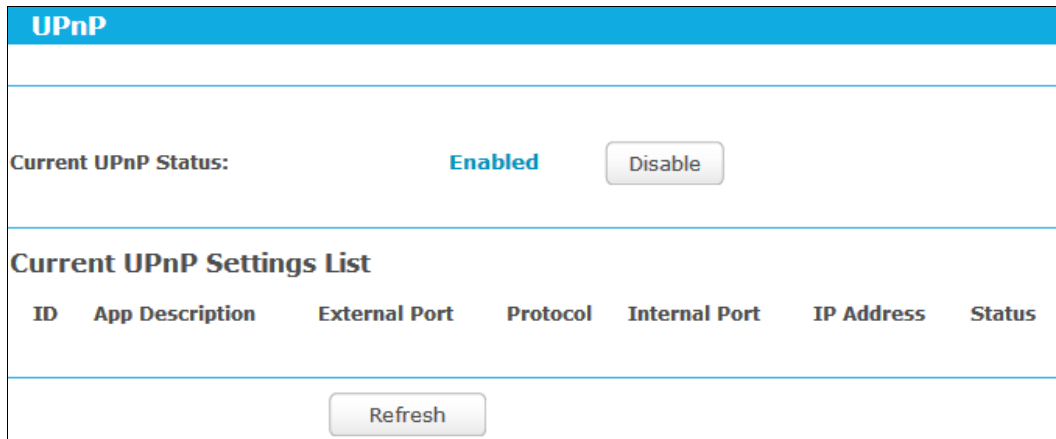 UPnP
Current UPnP Status: Enabled Disable
Current UPnP Settings List
ID App Description External Port Protocol Internal Port IP Address Status
Refresh